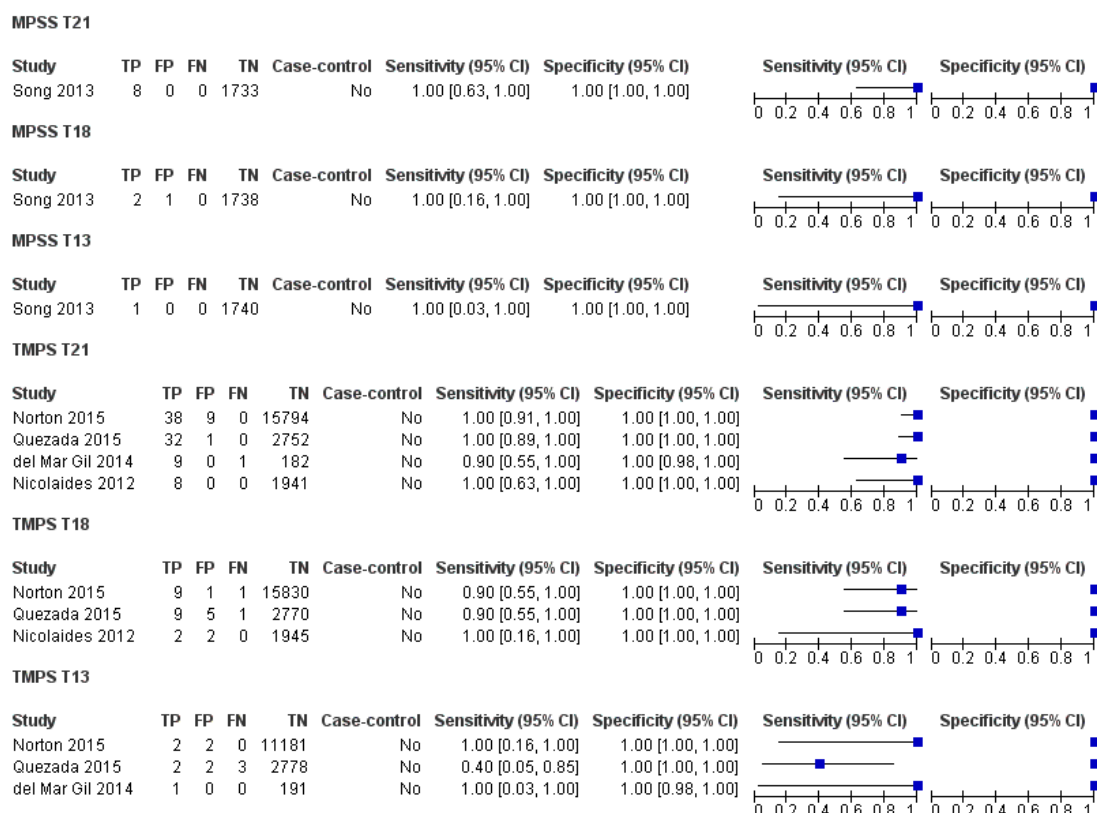 MPSS T21
Study TP FP FN TN Case-control Sensitivity (95% CI) Specificity (95% CI) Sensitivity (95% CI) Specificity (95% CI)
Song 2013 8 0 0 1733 No 1.00 [0.63, 1.00] 1.00 [1.00, 1.00]
0 0.2 0.4 0.6 0.8 1 0 0.2 0.4 0.6 0.8 1
MPSS T18
Study TP FP FN TN Case-control Sensitivity (95% CI) Specificity (95% CI) Sensitivity (95% CI) Specificity (95% CI)
Song 2013 2 1 0 1738 No 1.00 [0.16, 1.00] 1.00 [1.00, 1.00]
0 0.2 0.4 0.6 0.8 1 0 0.2 0.4 0.6 0.8 1
MPSS T13
Study TP FP FN TN Case-control Sensitivity (95% CI) Specificity (95% CI) Sensitivity (95% CI) Specificity (95% CI)
Song 2013 1 0 0 1740 No 1.00 [0.03, 1.00] 1.00 [1.00, 1.00]
0 0.2 0.4 0.6 0.8 1 0 0.2 0.4 0.6 0.8 1
TMPS T21
Study TP FP FN TN Case-control Sensitivity (95% CI) Specificity (95% CI) Sensitivity (95% CI) Specificity (95% CI)
Norton 2015 38 9 0 15794 No 1.00 [0.91, 1.00] 1.00 [1.00, 1.00]
Quezada 2015 32 1 0 2752 No 1.00 [0.89, 1.00] 1.00 [1.00, 1.00]
del Mar Gil 2014 9 0 1 182 No 0.90 [0.55, 1.00] 1.00 [0.98, 1.00]
Nicolaides 2012 8 0 0 1941 No 1.00 [0.63, 1.00] 1.00 [1.00, 1.00]
0 0.2 0.4 0.6 0.8 1 0 0.2 0.4 0.6 0.8 1
TMPS T18
Study TP FP FN TN Case-control Sensitivity (95% CI) Specificity (95% CI) Sensitivity (95% CI) Specificity (95% CI)
Norton 2015 9 1 1 15830 No 0.90 [0.55, 1.00] 1.00 [1.00, 1.00]
Quezada 2015 9 5 1 2770 No 0.90 [0.55, 1.00] 1.00 [1.00, 1.00]
Nicolaides 2012 2 2 0 1945 No 1.00 [0.16, 1.00] 1.00 [1.00, 1.00]
0 0.2 0.4 0.6 0.8 1 0 0.2 0.4 0.6 0.8 1
TMPS T13
Study TP FP FN TN Case-control Sensitivity (95% CI) Specificity (95% CI) Sensitivity (95% CI) Specificity (95% CI)
Norton 2015 2 2 0 11181 No 1.00 [0.16, 1.00] 1.00 [1.00, 1.00]
Quezada 2015 2 2 3 2778 No 0.40 [0.05, 0.85] 1.00 [1.00, 1.00]
del Mar Gil 2014 1 0 0 191 No 1.00 [0.03, 1.00] 1.00 [0.98, 1.00]
0 0.2 0.4 0.6 0.8 1 0 0.2 0.4 0.6 0.8 1